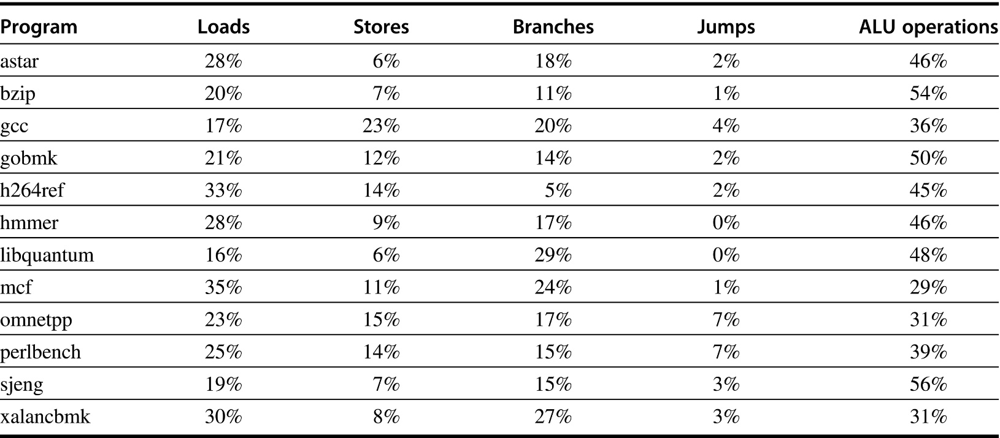 Program Loads Stores Branches Jumps ALU operations
astar 28% 6% 18% 2% 46%
bzip 20% 7% 11% 1% 54%
gcc 17% 23% 20% 4% 36%
gobmk 21% 12% 14% 2% 50%
h264ref 33% 14% 5% 2% 45%
hmmer 28% 9% 17% 0% 46%
libquantum 16% 6% 29% 0% 48%
mcf 35% 11% 24% 1% 29%
omnetpp 23% 15% 17% 7% 31%
perlbench 25% 14% 15% 7% 39%
sjeng 19% 7% 15% 3% 56%
xalancbmk 30% 8% 27% 3% 31%